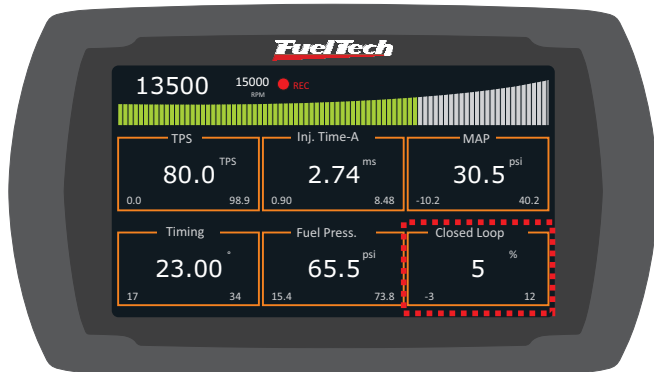 FuelTech
13500 15000 REC
RPM
TPS Inj. Time-A MAP
80.0 TPS 2.74 ms 30.5 psi
0.0 98.9 0.90 8.48 -10.2 40.2
Timing Fuel Press. Closed Loop
23.00 ° 65.5 psi 5 %
17 34 15.4 73.8 -3 12